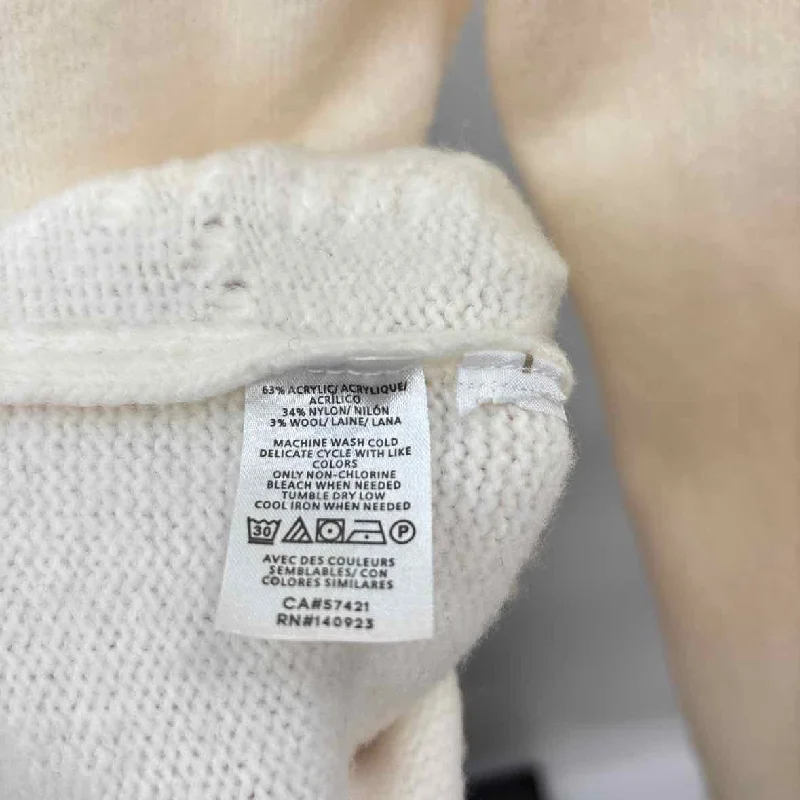 63% ACRYLIC/ ACRYLIQUE/
ACRÍLICO
34% NYLON/ NILÓN
3% WOOL/ LAINE/ LANA
MACHINE WASH COLD
DELICATE CYCLE WITH LIKE
COLORS
ONLY NON-CHLORINE
BLEACH WHEN NEEDED
TUMBLE DRY LOW
COOL IRON WHEN NEEDED
30 P
AVEC DES COULEURS
SEMBLABLES/ CON
COLORES SIMILARES
CA#57421
RN#140923